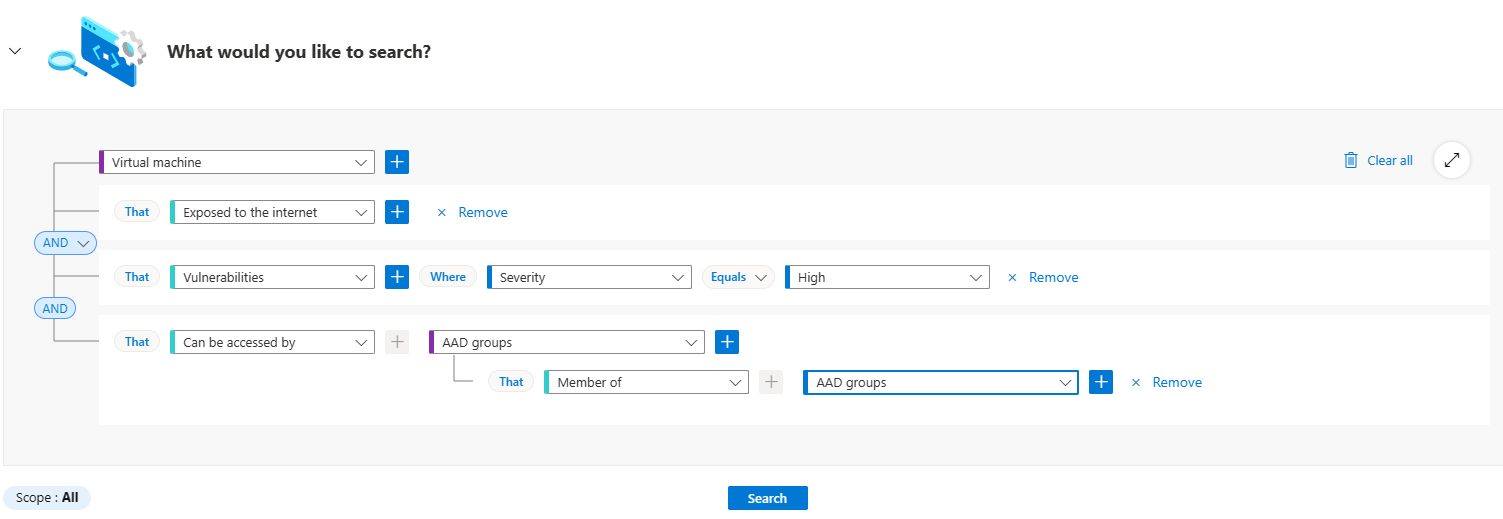 What would you like to search?
Virtual machine
Clear all
That Exposed to the internet Remove
AND
That Vulnerabilities Where Severity Equals High Remove
AND
That Can be accessed by AAD groups
That Member of AAD groups Remove
Scope : All Search